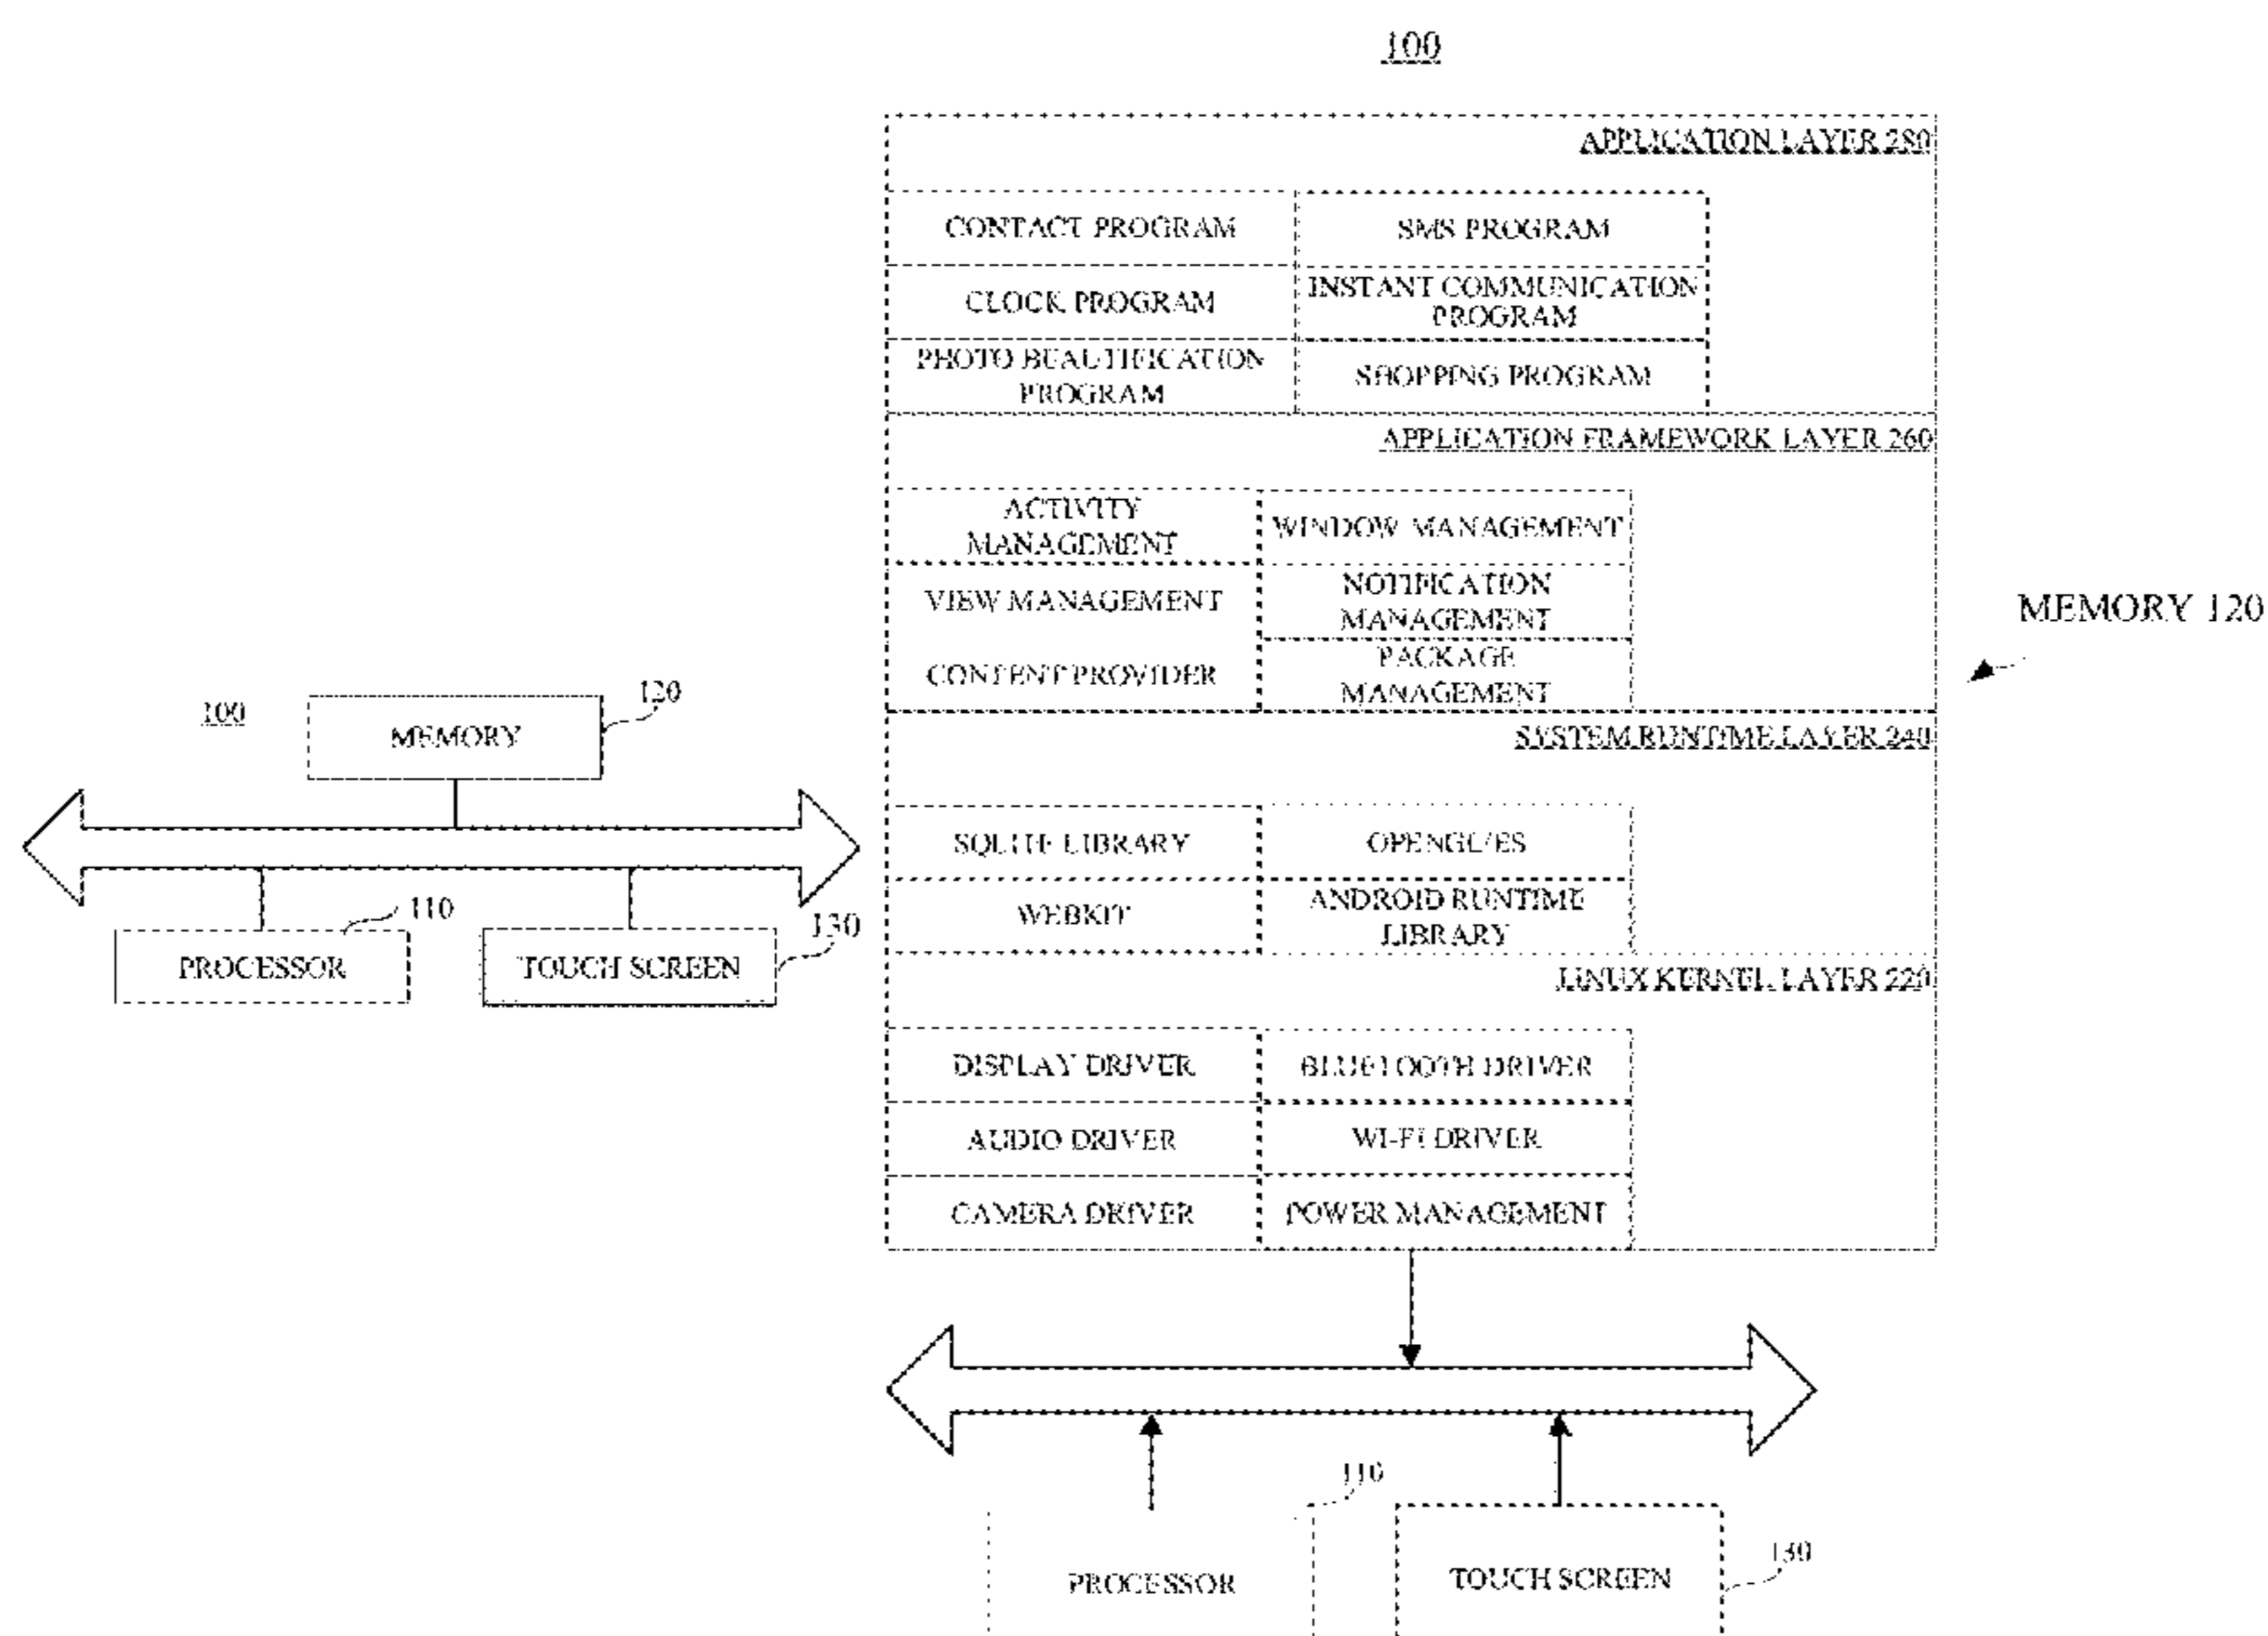 100
APPLICATION LAYER 280
CONTACT PROGRAM
SMS PROGRAM
CLOCK PROGRAM
INSTANT COMMUNICATION
PROGRAM
PHOTO BEAUTIFICATION
PROGRAM
SHOPPING PROGRAM
APPLICATION FRAMEWORK LAYER 260
ACTIVITY
MANAGEMENT
WINDOW MANAGEMENT
VIEW MANAGEMENT
NOTIFICATION
MANAGEMENT
CONTENT PROVIDER
PACKAGE
MANAGEMENT
MEMORY 120
SYSTEM RUNTIME LAYER 240
SQLITE LIBRARY
OPENGL/ES
WEBKIT
ANDROID RUNTIME
LIBRARY
LINUX KERNEL LAYER 220
DISPLAY DRIVER
BLUETOOTH DRIVER
AUDIO DRIVER
WI-FI DRIVER
CAMERA DRIVER
POWER MANAGEMENT
110
PROCESSOR
TOUCH SCREEN
130
100
120
MEMORY
110
PROCESSOR
130
TOUCH SCREEN